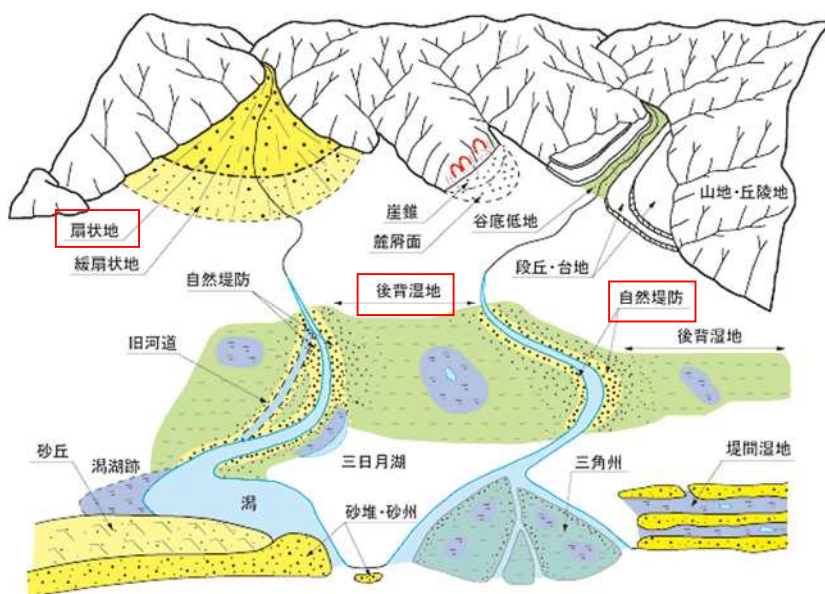 崖錐
麓屑面
谷底低地
山地・丘陵地
扇状地
緩扇状地
段丘・台地
自然堤防
後背湿地
自然堤防
旧河道
後背湿地
砂丘
潟湖跡
三日月湖
三角州
堤間湿地
潟
砂堆・砂州